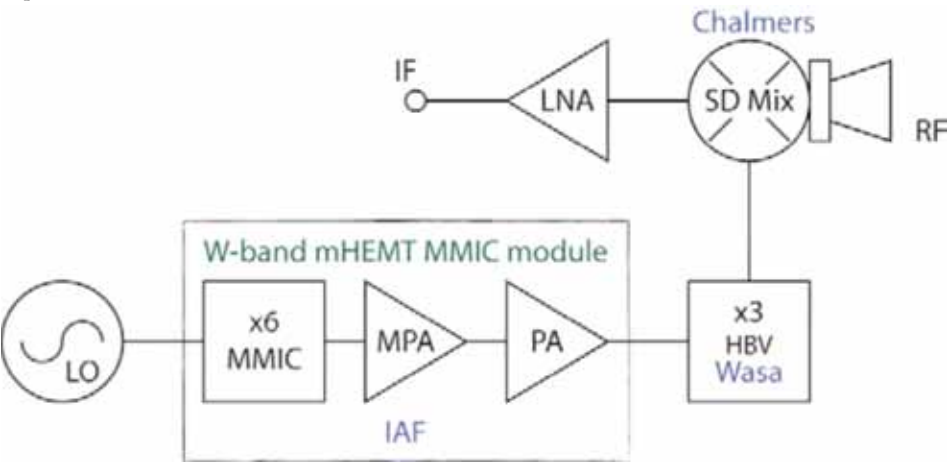 Chalmers
IF
LNA
SD Mix
RF
W-band mHEMT MMIC module
x6
MMIC
MPA
PA
x3
HBV
Wasa
LO
IAF